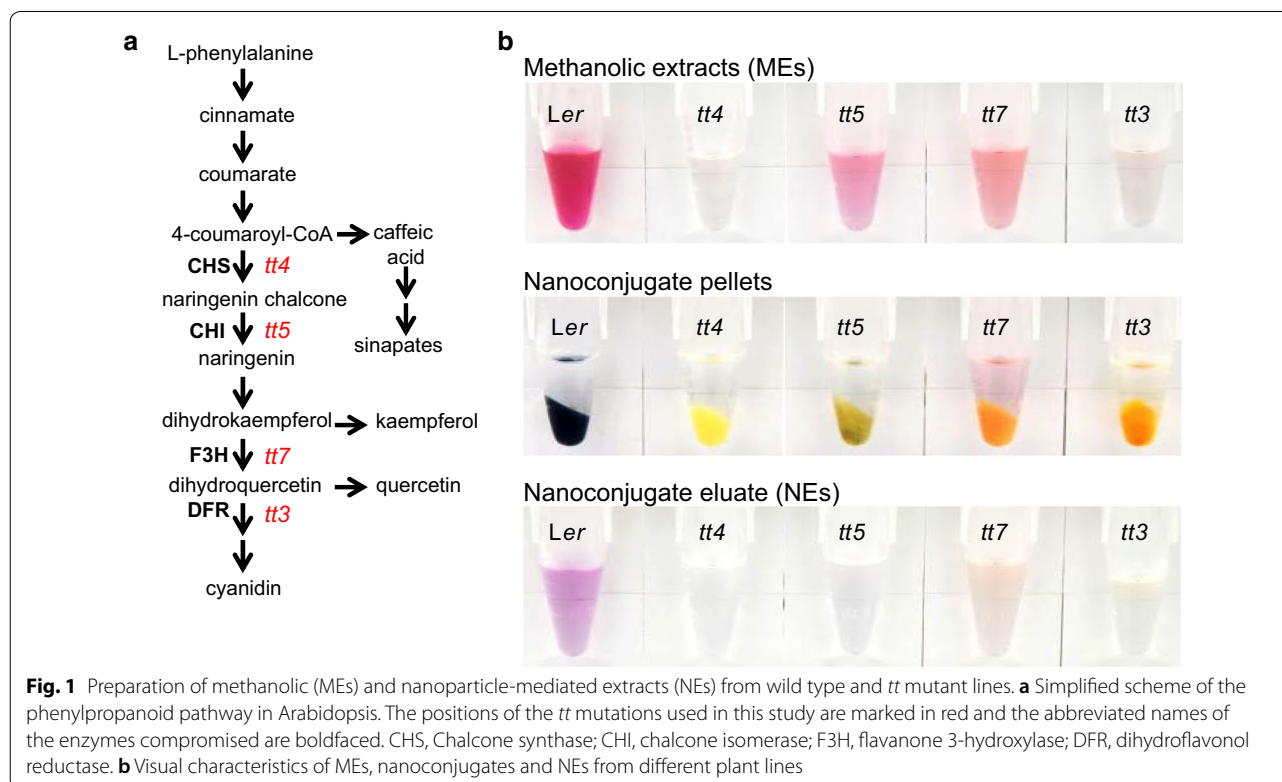 a
L-phenylalanine
cinnamate
coumarate
4-coumaroyl-CoA
caffeic
acid
CHS tt4
naringenin chalcone
CHI tt5
naringenin
sinapates
dihydrokaempferol
kaempferol
F3H tt7
dihydroquercetin
quercetin
DFR tt3
cyanidin
b
Methanolic extracts (MEs)
Ler tt4 tt5 tt7 tt3
Nanoconjugate pellets
Ler tt4 tt5 tt7 tt3
Nanoconjugate eluate (NEs)
Ler tt4 tt5 tt7 tt3
Fig. 1 Preparation of methanolic (MEs) and nanoparticle-mediated extracts (NEs) from wild type and tt mutant lines. a Simplified scheme of the
phenylpropanoid pathway in Arabidopsis. The positions of the tt mutations used in this study are marked in red and the abbreviated names of
the enzymes compromised are boldfaced. CHS, Chalcone synthase; CHI, chalcone isomerase; F3H, flavanone 3-hydroxylase; DFR, dihydroflavonol
reductase. b Visual characteristics of MEs, nanoconjugates and NEs from different plant lines